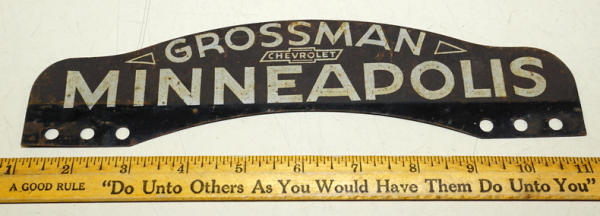 GROSSMAN
CHEVROLET
MINNEAPOLIS
1 2 3 4 5 6 7 8 9 10 11
A GOOD RULE "Do Unto Others As You Would Have Them Do Unto You"